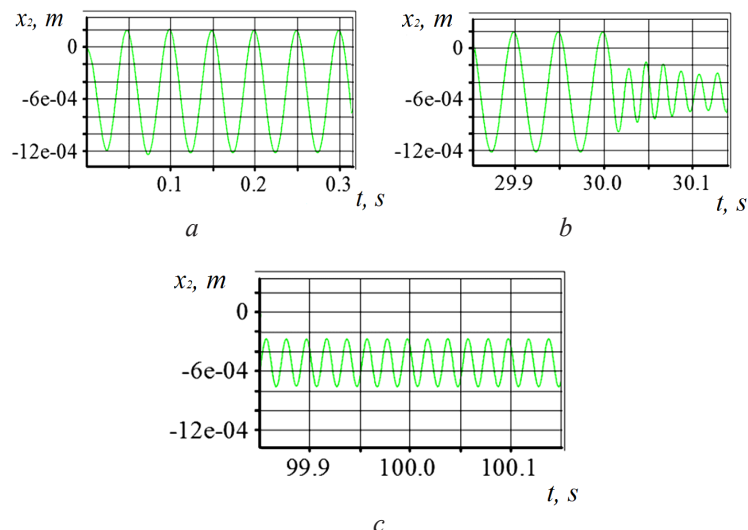 x₂, m
0
-6e-04
-12e-04
0.1 0.2 0.3
t, s
a
x₂, m
0
-6e-04
-12e-04
29.9 30.0 30.1
t, s
b
x₂, m
0
-6e-04
-12e-04
99.9 100.0 100.1
t, s
c